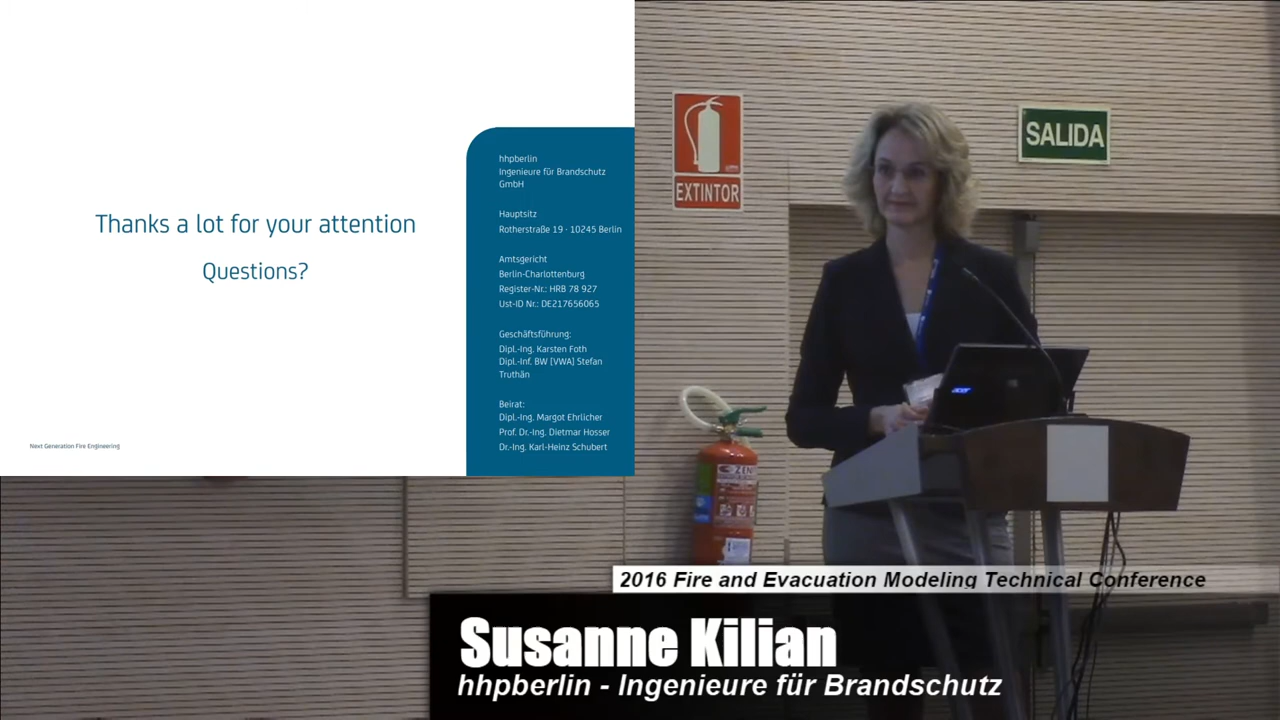 Thanks a lot for your attention
Questions?
Next Generation Fire Engineering
hhpberlin
Ingenieure für Brandschutz
GmbH
Hauptsitz
Rotherstraße 19 · 10245 Berlin
Amtsgericht
Berlin-Charlottenburg
Register-Nr.: HRB 78 927
Ust-ID Nr.: DE217656065
Geschäftsführung:
Dipl.-Ing. Karsten Foth
Dipl.-Inf. BW [VWA] Stefan
Truthän
Beirat:
Dipl.-Ing. Margot Ehrlicher
Prof. Dr.-Ing. Dietmar Hosser
Dr.-Ing. Karl-Heinz Schubert
EXTINTOR
SALIDA
acer
2016 Fire and Evacuation Modeling Technical Conference
Susanne Kilian
hhpberlin - Ingenieure für Brandschutz